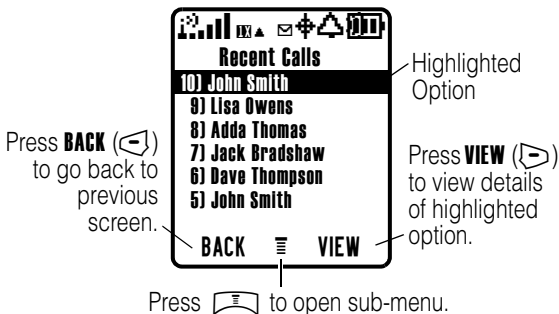 1X
Recent Calls
10) John Smith
9) Lisa Owens
8) Adda Thomas
7) Jack Bradshaw
6) Dave Thompson
5) John Smith
BACK VIEW
Highlighted
Option
Press BACK ( )
to go back to
previous
screen.
Press VIEW ( )
to view details
of highlighted
option.
Press to open sub-menu.